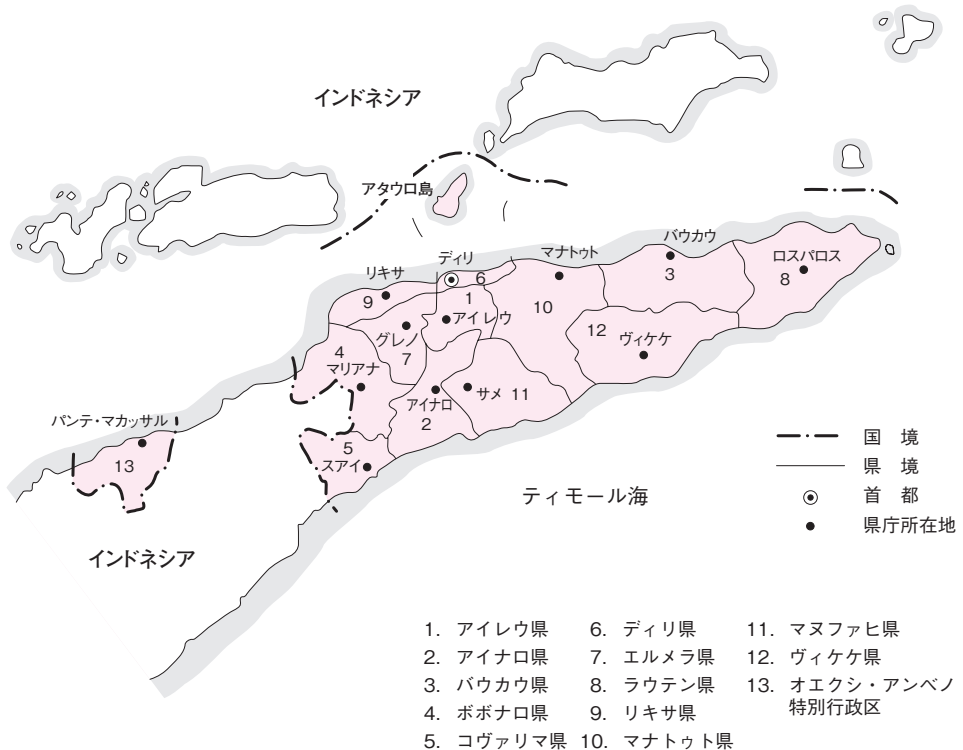 インドネシア
アタウロ島
ディリ
マナトゥト
バウカウ
ロスパロス
8
リキサ
9
6
1
アイレウ
10
3
グレノ
7
12
ヴィケケ
4
マリアナ
アイナロ
2
サメ 11
パンテ・マカッサル
13
5
スアイ
ティモール海
インドネシア
国 境
県 境
首 都
県庁所在地
1. アイレウ県
2. アイナロ県
3. バウカウ県
4. ボボナロ県
5. コヴァリマ県
6. ディリ県
7. エルメラ県
8. ラウテン県
9. リキサ県
10. マナトゥト県
11. マヌファヒ県
12. ヴィケケ県
13. オエクシ・アンベノ
特別行政区